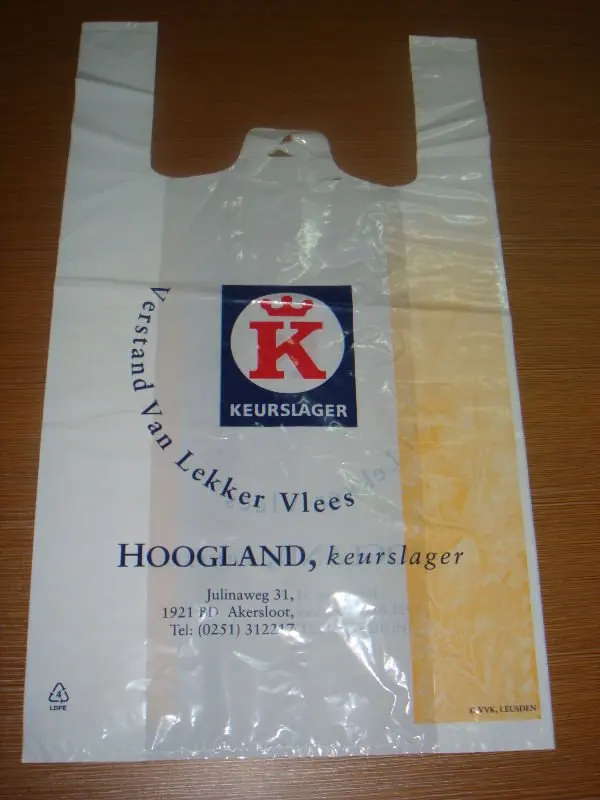 Verstand Van Lekker Vlees
K
KEURSLAGER
HOOGLAND, keurslager
Julinaweg 31,
1921 BD Akersloot,
Tel: (0251) 312217
4
LDPE
© VVK, LEUSDEN